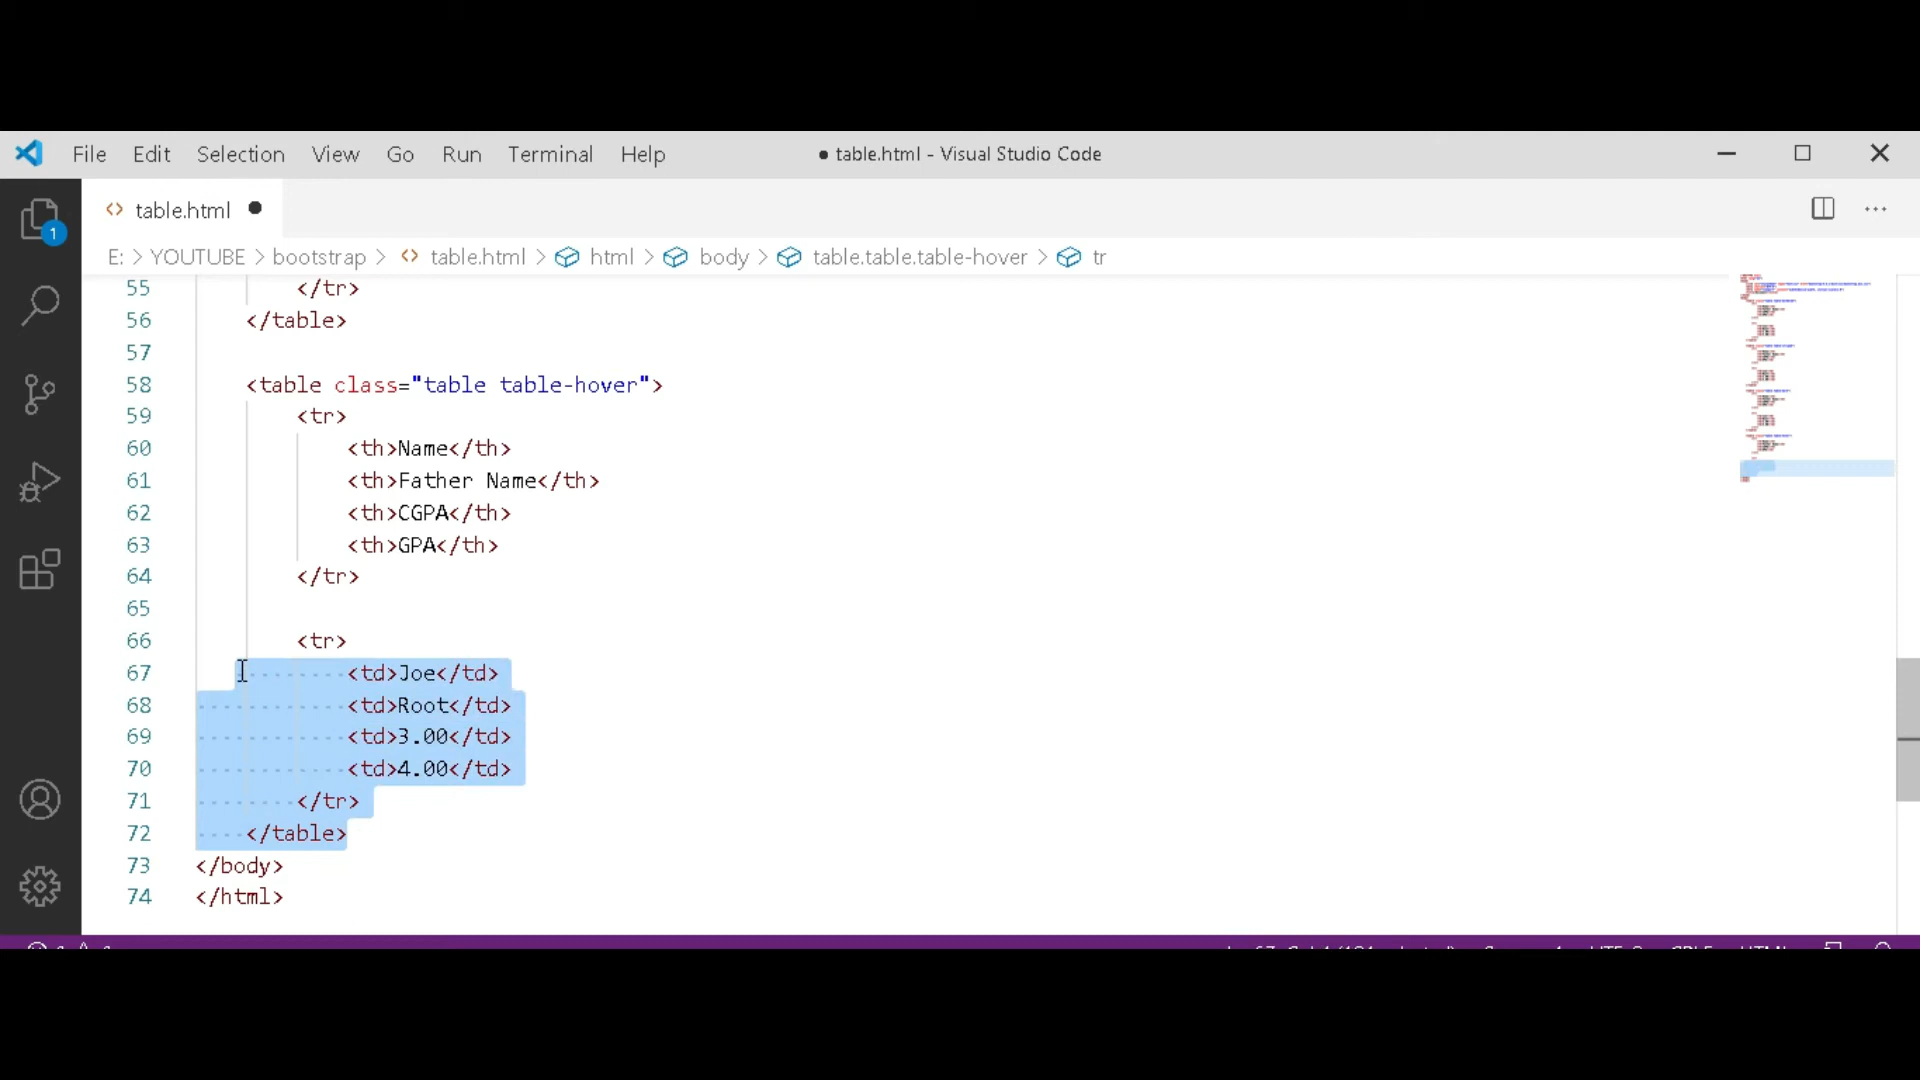 File Edit Selection View Go Run Terminal Help ● table.html - Visual Studio Code
1
<> table.html ●
E: > YOUTUBE > bootstrap > <> table.html > html > body > table.table.table-hover > tr
55 </tr>
56 </table>
57
58 <table class="table table-hover">
59 <tr>
60 <th>Name</th>
61 <th>Father Name</th>
62 <th>CGPA</th>
63 <th>GPA</th>
64 </tr>
65
66 <tr>
67 <td>Joe</td>
68 <td>Root</td>
69 <td>3.00</td>
70 <td>4.00</td>
71 </tr>
72 </table>
73 </body>
74 </html>